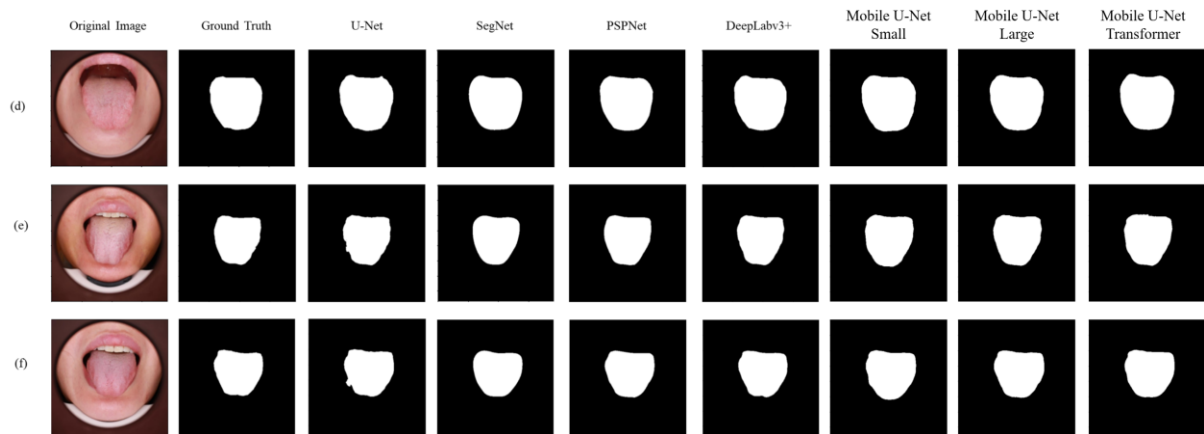 Original Image
Ground Truth
U-Net
SegNet
PSPNet
DeepLabv3+
Mobile U-Net
Small
Mobile U-Net
Large
Mobile U-Net
Transformer
(d)
(e)
(f)